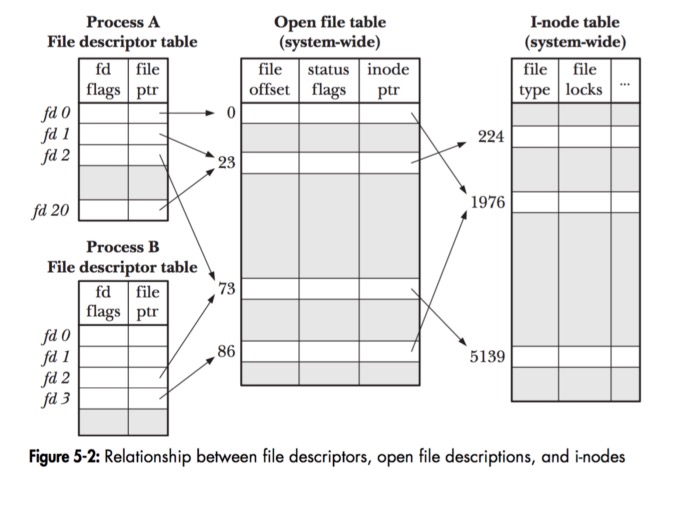 Process A
File descriptor table
fd file
flags ptr
fd 0
fd 1
fd 2
fd 20
Process B
File descriptor table
fd file
flags ptr
fd 0
fd 1
fd 2
fd 3
Open file table
(system-wide)
file status inode
offset flags ptr
0
23
73
86
I-node table
(system-wide)
file file ...
type locks
224
1976
5139
Figure 5-2: Relationship between file descriptors, open file descriptions, and i-nodes